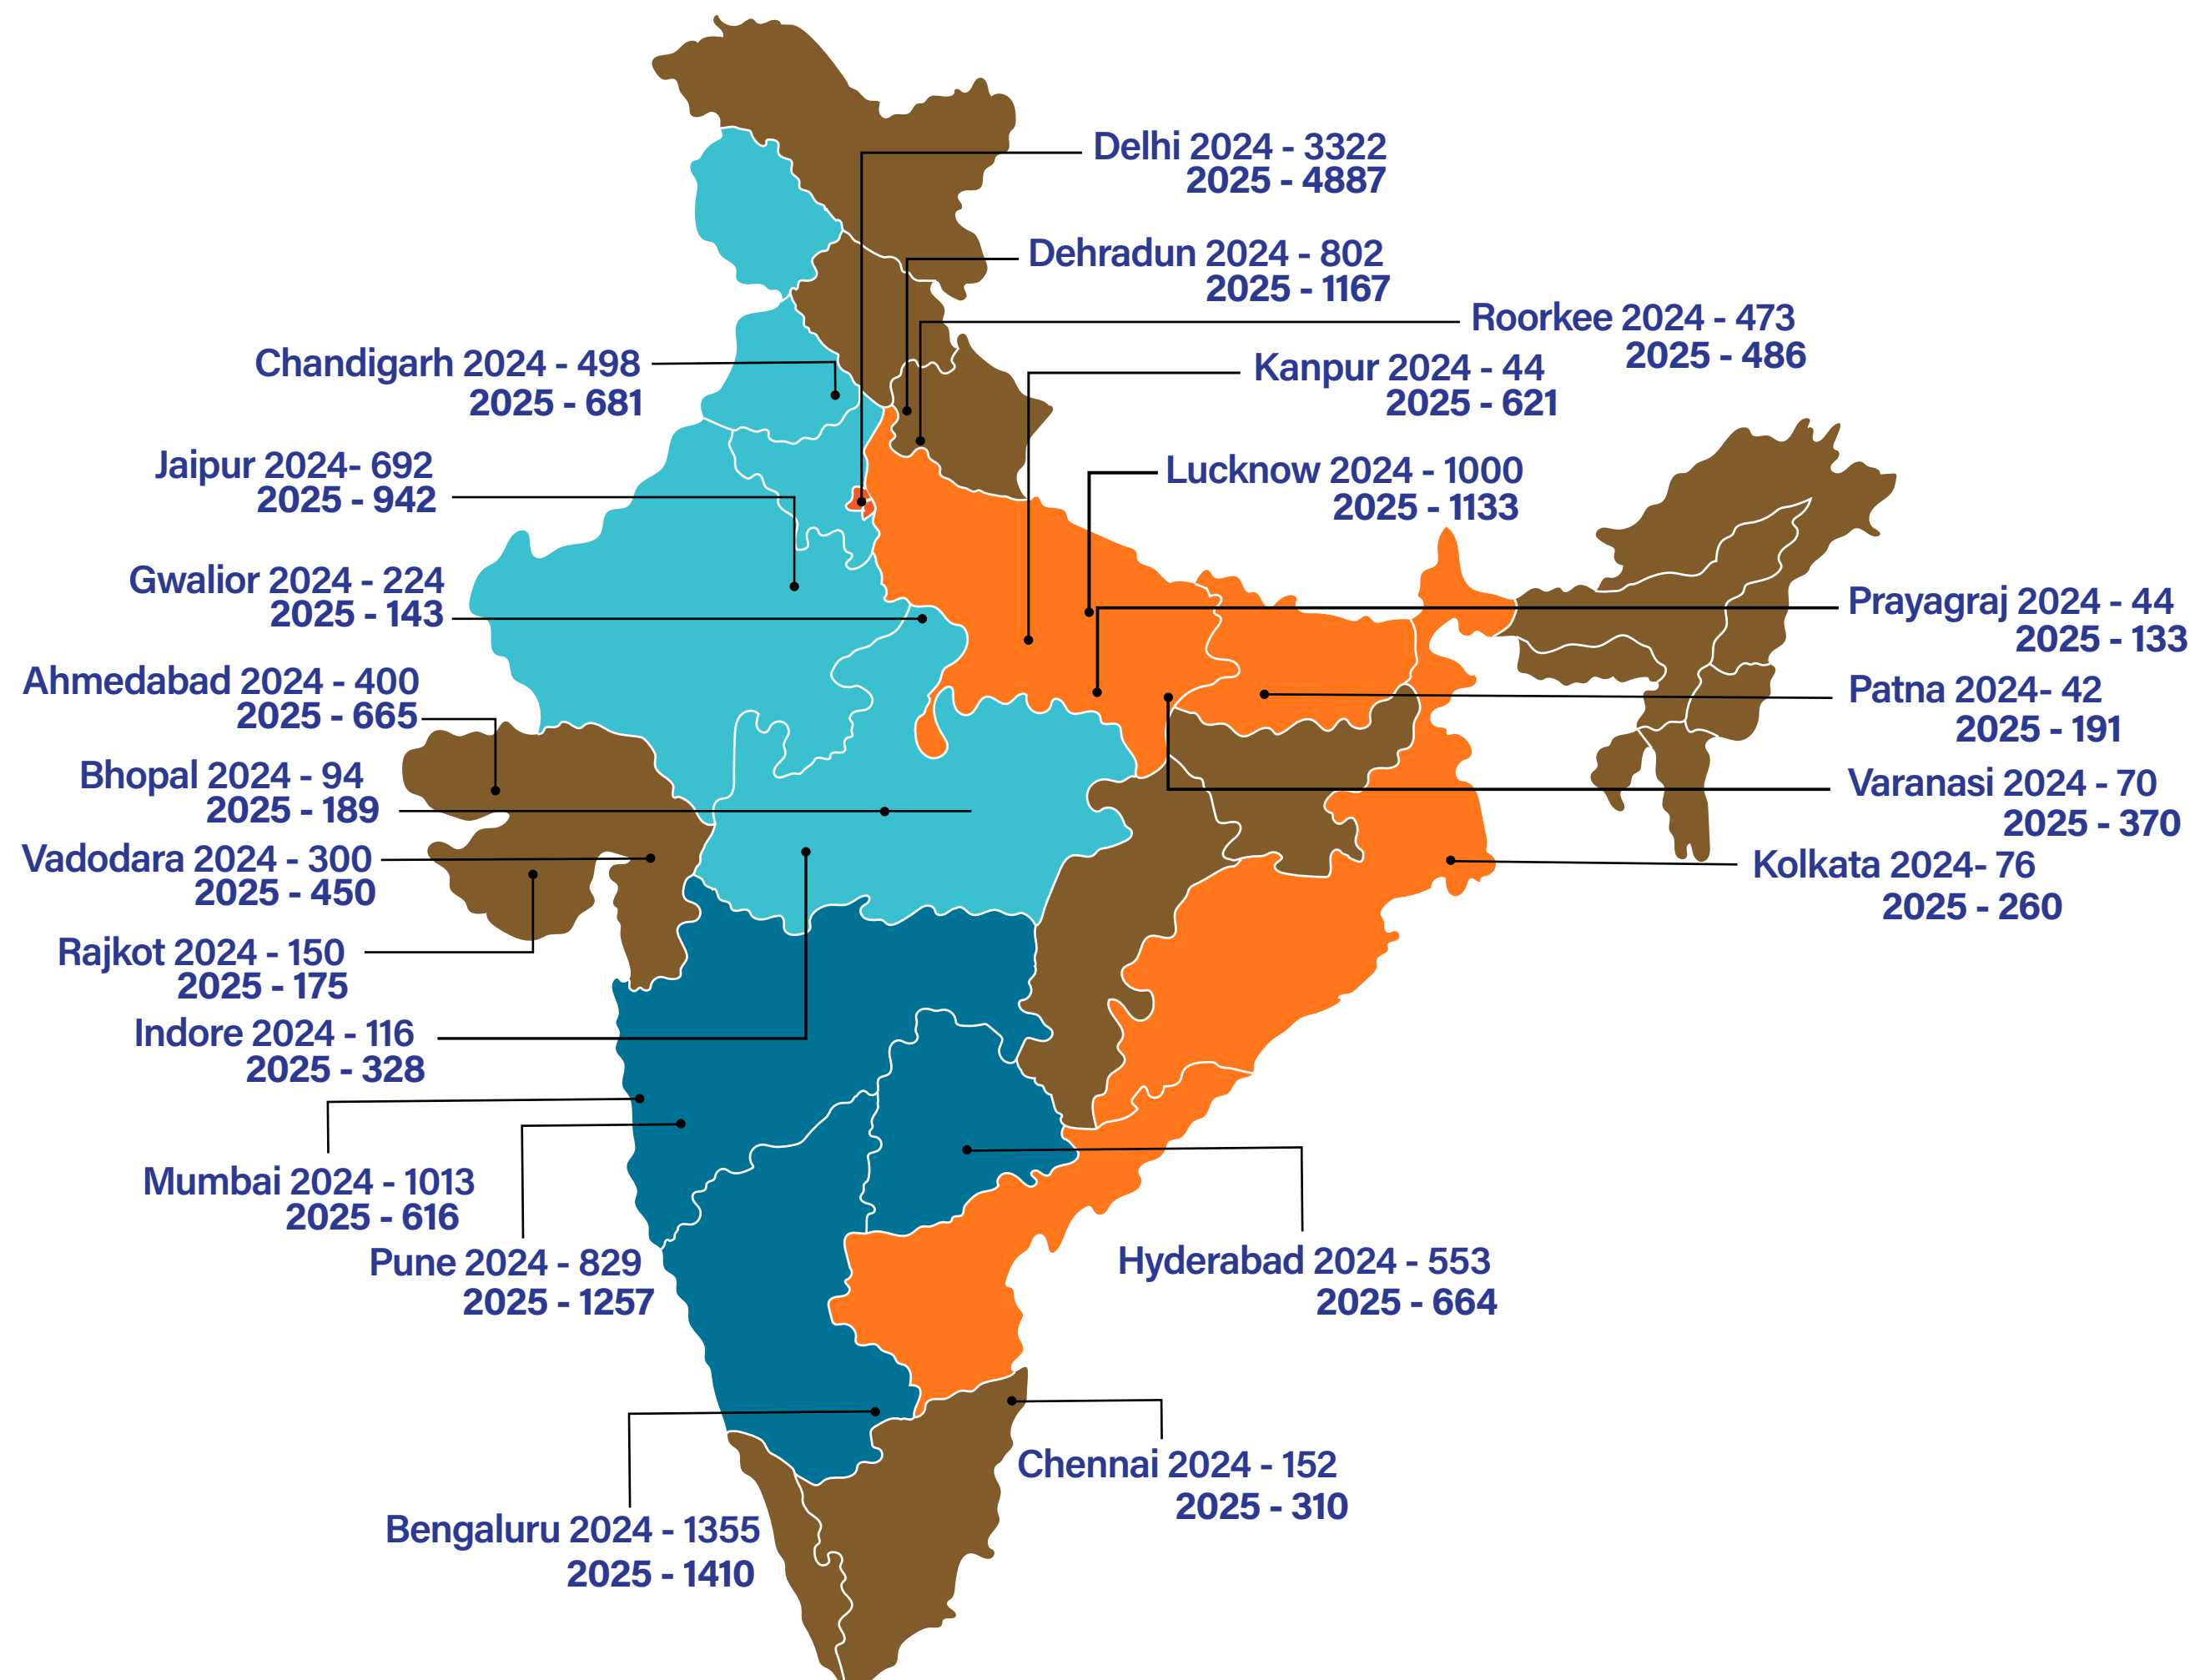 Delhi 2024 - 3322
2025 - 4887
Dehradun 2024 - 802
2025 - 1167
Roorkee 2024 - 473
2025 - 486
Chandigarh 2024 - 498
2025 - 681
Kanpur 2024 - 44
2025 - 621
Jaipur 2024- 692
2025 - 942
Lucknow 2024 - 1000
2025 - 1133
Gwalior 2024 - 224
2025 - 143
Prayagraj 2024 - 44
2025 - 133
Ahmedabad 2024 - 400
2025 - 665
Patna 2024- 42
2025 - 191
Bhopal 2024 - 94
2025 - 189
Varanasi 2024 - 70
2025 - 370
Vadodara 2024 - 300
2025 - 450
Kolkata 2024- 76
2025 - 260
Rajkot 2024 - 150
2025 - 175
Indore 2024 - 116
2025 - 328
Mumbai 2024 - 1013
2025 - 616
Pune 2024 - 829
2025 - 1257
Hyderabad 2024 - 553
2025 - 664
Chennai 2024 - 152
2025 - 310
Bengaluru 2024 - 1355
2025 - 1410